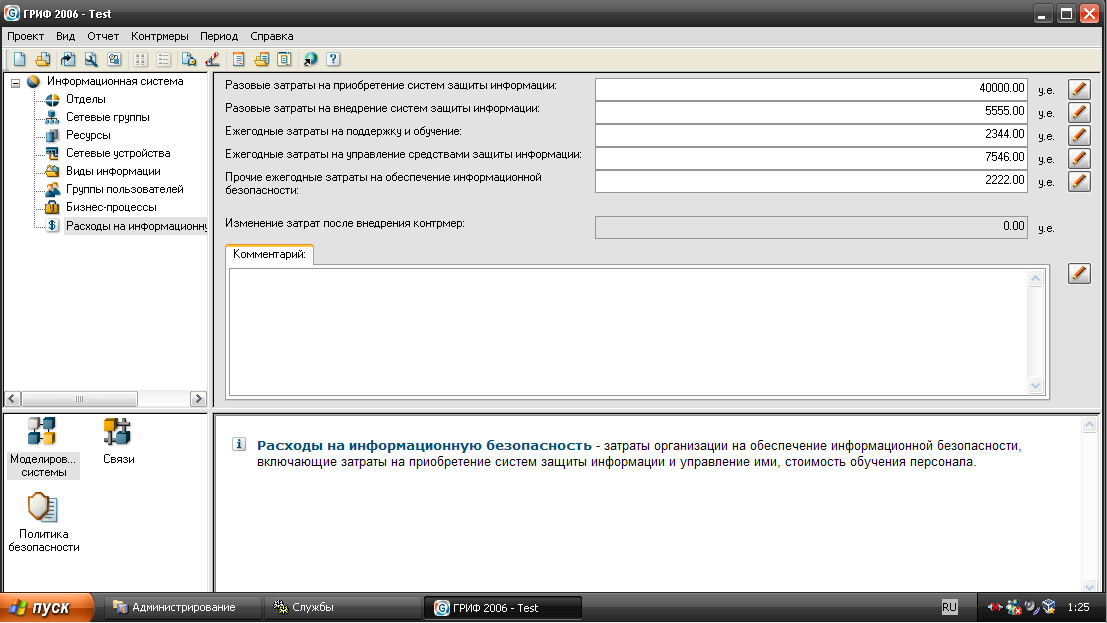 ГРИФ 2006 - Test
Проект Вид Отчет Контрмеры Период Справка
Информационная система
Отделы
Сетевые группы
Ресурсы
Сетевые устройства
Виды информации
Группы пользователей
Бизнес-процессы
Расходы на информационну
Разовые затраты на приобретение систем защиты информации: 40000.00 у.е.
Разовые затраты на внедрение систем защиты информации: 5555.00 у.е.
Ежегодные затраты на поддержку и обучение: 2344.00 у.е.
Ежегодные затраты на управление средствами защиты информации: 7546.00 у.е.
Прочие ежегодные затраты на обеспечение информационной
безопасности: 2222.00 у.е.
Изменение затрат после внедрения контрмер: 0.00 у.е.
Комментарий:
Моделиров...
системы
Связи
Политика
безопасности
Расходы на информационную безопасность - затраты организации на обеспечение информационной безопасности,
включающие затраты на приобретение систем защиты информации и управление ими, стоимость обучения персонала.
пуск Администрирование Службы ГРИФ 2006 - Test RU 1:25